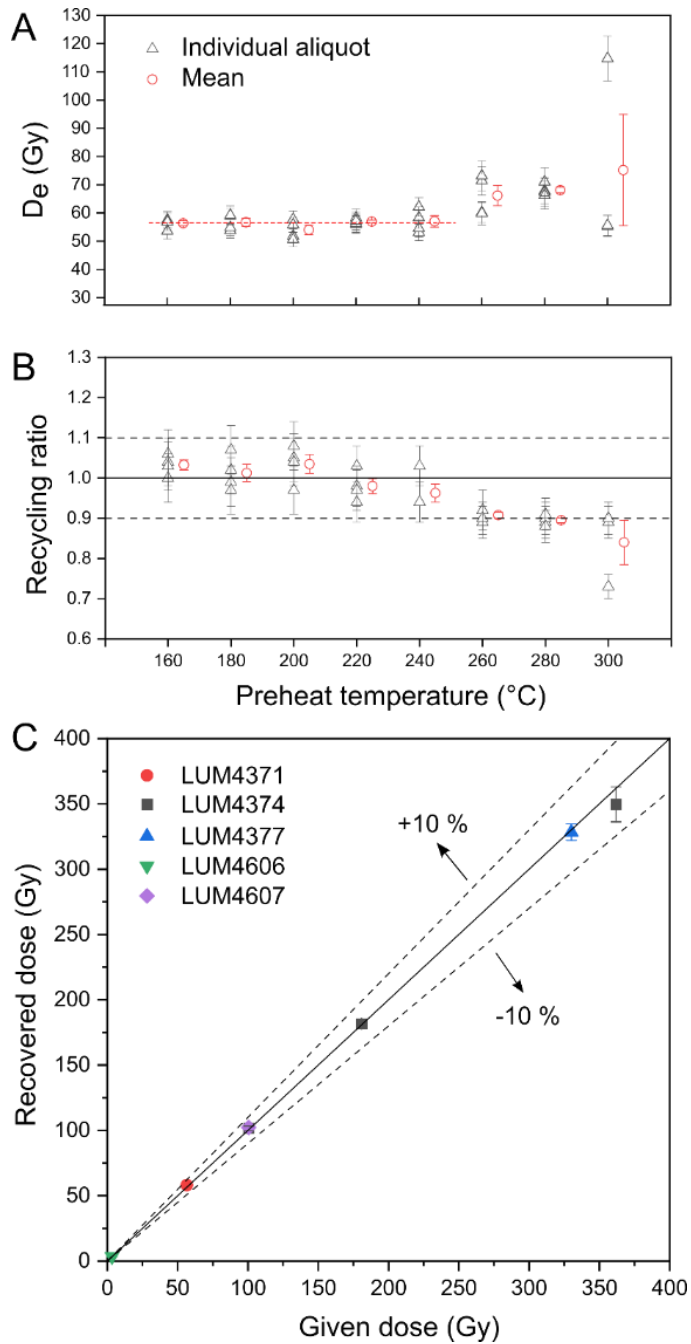 A
130
120
110
100
90
80
70
60
50
40
30
De (Gy)
Individual aliquot
Mean
B
1.3
1.2
1.1
1.0
0.9
0.8
0.7
0.6
Recycling ratio
160 180 200 220 240 260 280 300
Preheat temperature (°C)
C
400
350
300
250
200
150
100
50
0
Recovered dose (Gy)
LUM4371
LUM4374
LUM4377
LUM4606
LUM4607
+10 %
-10 %
0 50 100 150 200 250 300 350 400
Given dose (Gy)